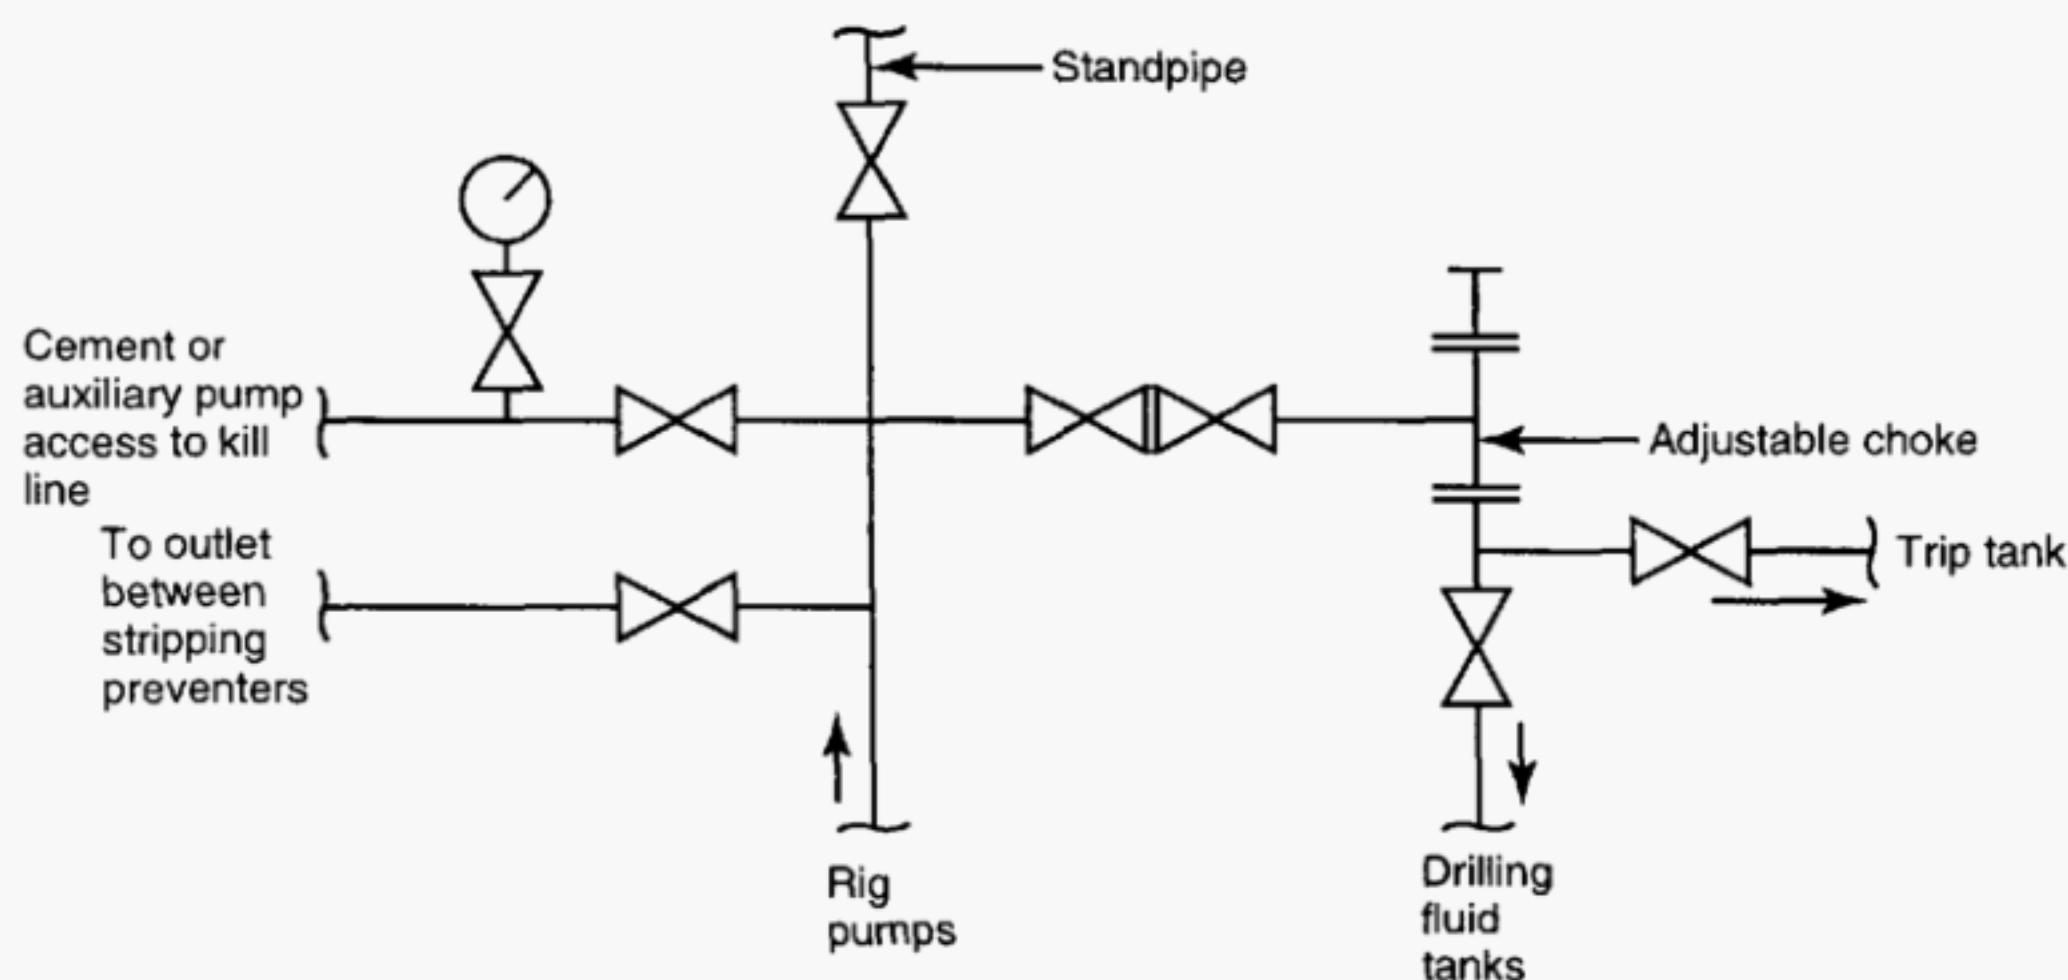 Standpipe
Cement or
auxiliary pump
access to kill
line
Adjustable choke
To outlet
between
stripping
preventers
Trip tank
Rig
pumps
Drilling
fluid
tanks